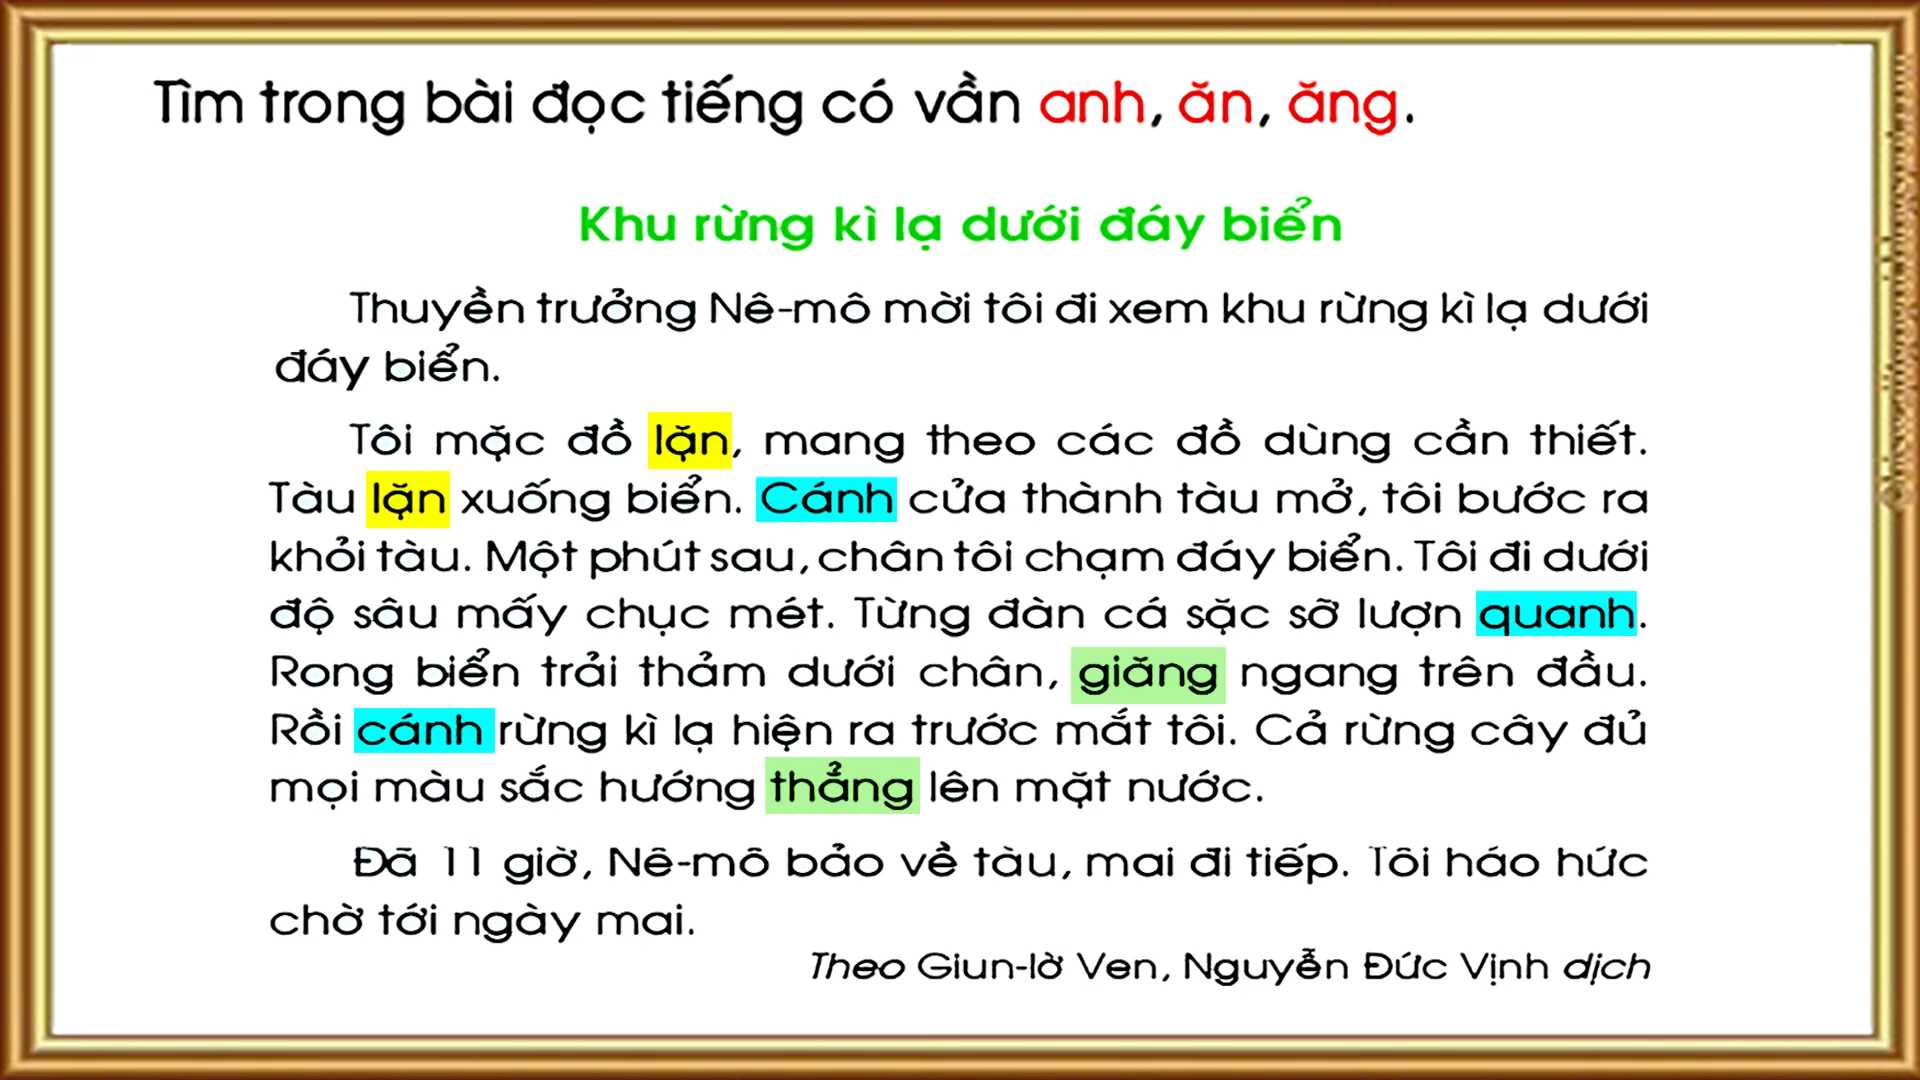 Tìm trong bài đọc tiếng có vần anh, ăn, ăng.
Khu rừng kì lạ dưới đáy biển
Thuyền trưởng Nê-mô mời tôi đi xem khu rừng kì lạ dưới
đáy biển.
Tôi mặc đồ lặn, mang theo các đồ dùng cần thiết.
Tàu lặn xuống biển. Cánh cửa thành tàu mở, tôi bước ra
khỏi tàu. Một phút sau, chân tôi chạm đáy biển. Tôi đi dưới
độ sâu mấy chục mét. Từng đàn cá sặc sỡ lượn quanh.
Rong biển trải thảm dưới chân, giăng ngang trên đầu.
Rồi cánh rừng kì lạ hiện ra trước mắt tôi. Cả rừng cây đủ
mọi màu sắc hướng thẳng lên mặt nước.
Đã 11 giờ, Nê-mô bảo về tàu, mai đi tiếp. Tôi háo hức
chờ tới ngày mai.
Theo Giun-lờ Ven, Nguyễn Đức Vịnh dịch